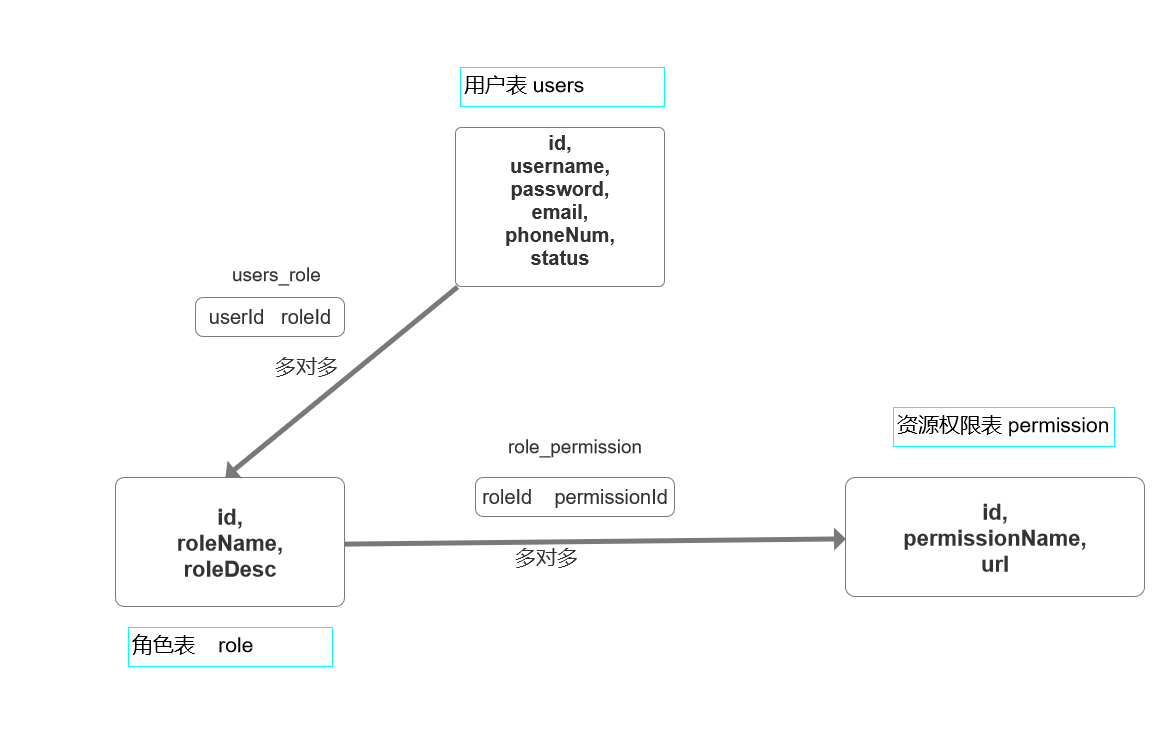 用户表 users
id,
username,
password,
email,
phoneNum,
status
users_role
userId roleId
多对多
资源权限表 permission
role_permission
roleId permissionId
多对多
id,
roleName,
roleDesc
id,
permissionName,
url
角色表 role